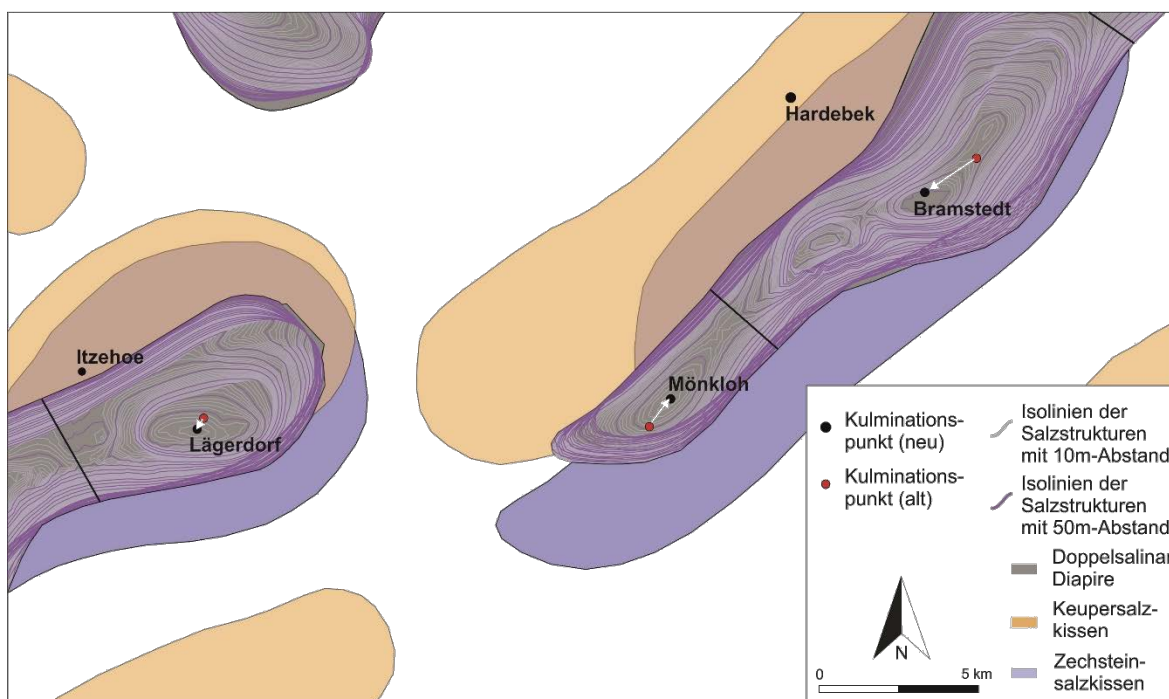 Hardebek
Bramstedt
Itzehoe
Mönkloh
Lägerdorf
Kulminations-
punkt (neu)
Kulminations-
punkt (alt)
Isolinien der
Salzstrukturen
mit 10m-Abstand
Isolinien der
Salzstrukturen
mit 50m-Abstand
Doppelsalinar
Diapire
Keupersalz-
kissen
Zechstein-
salzkissen
N
0 5 km